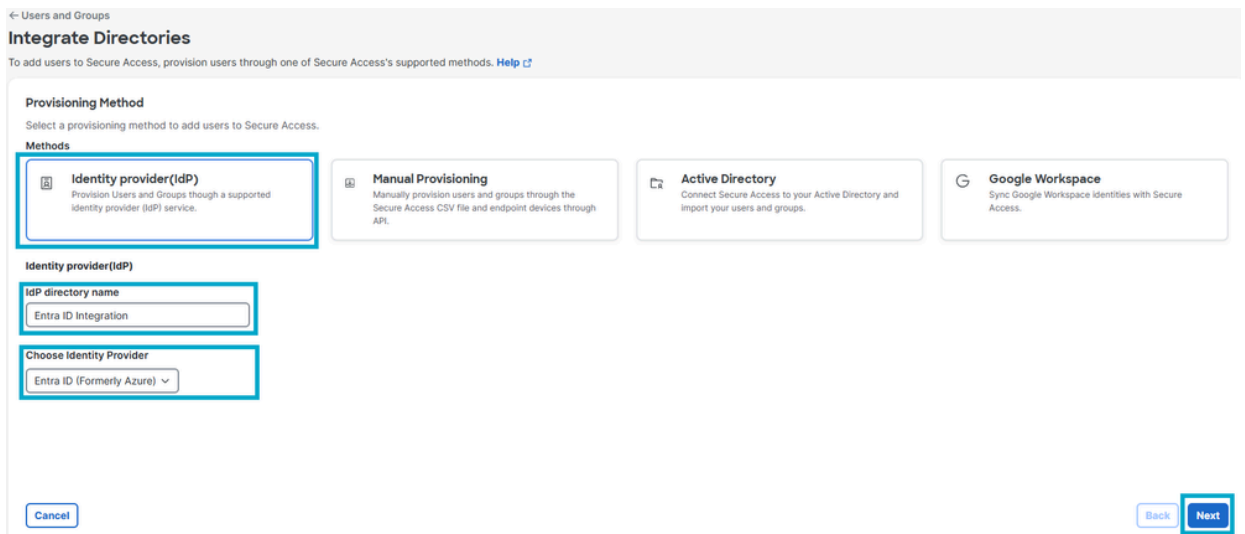 ← Users and Groups
Integrate Directories
To add users to Secure Access, provision users through one of Secure Access's supported methods. Help
Provisioning Method
Select a provisioning method to add users to Secure Access.
Methods
Identity provider(IdP)
Provision Users and Groups though a supported
identity provider (IdP) service.
Manual Provisioning
Manually provision users and groups through the
Secure Access CSV file and endpoint devices through
API.
Active Directory
Connect Secure Access to your Active Directory and
import your users and groups.
Google Workspace
Sync Google Workspace identities with Secure
Access.
Identity provider(IdP)
IdP directory name
Entra ID Integration
Choose Identity Provider
Entra ID (Formerly Azure)
Cancel
Back
Next